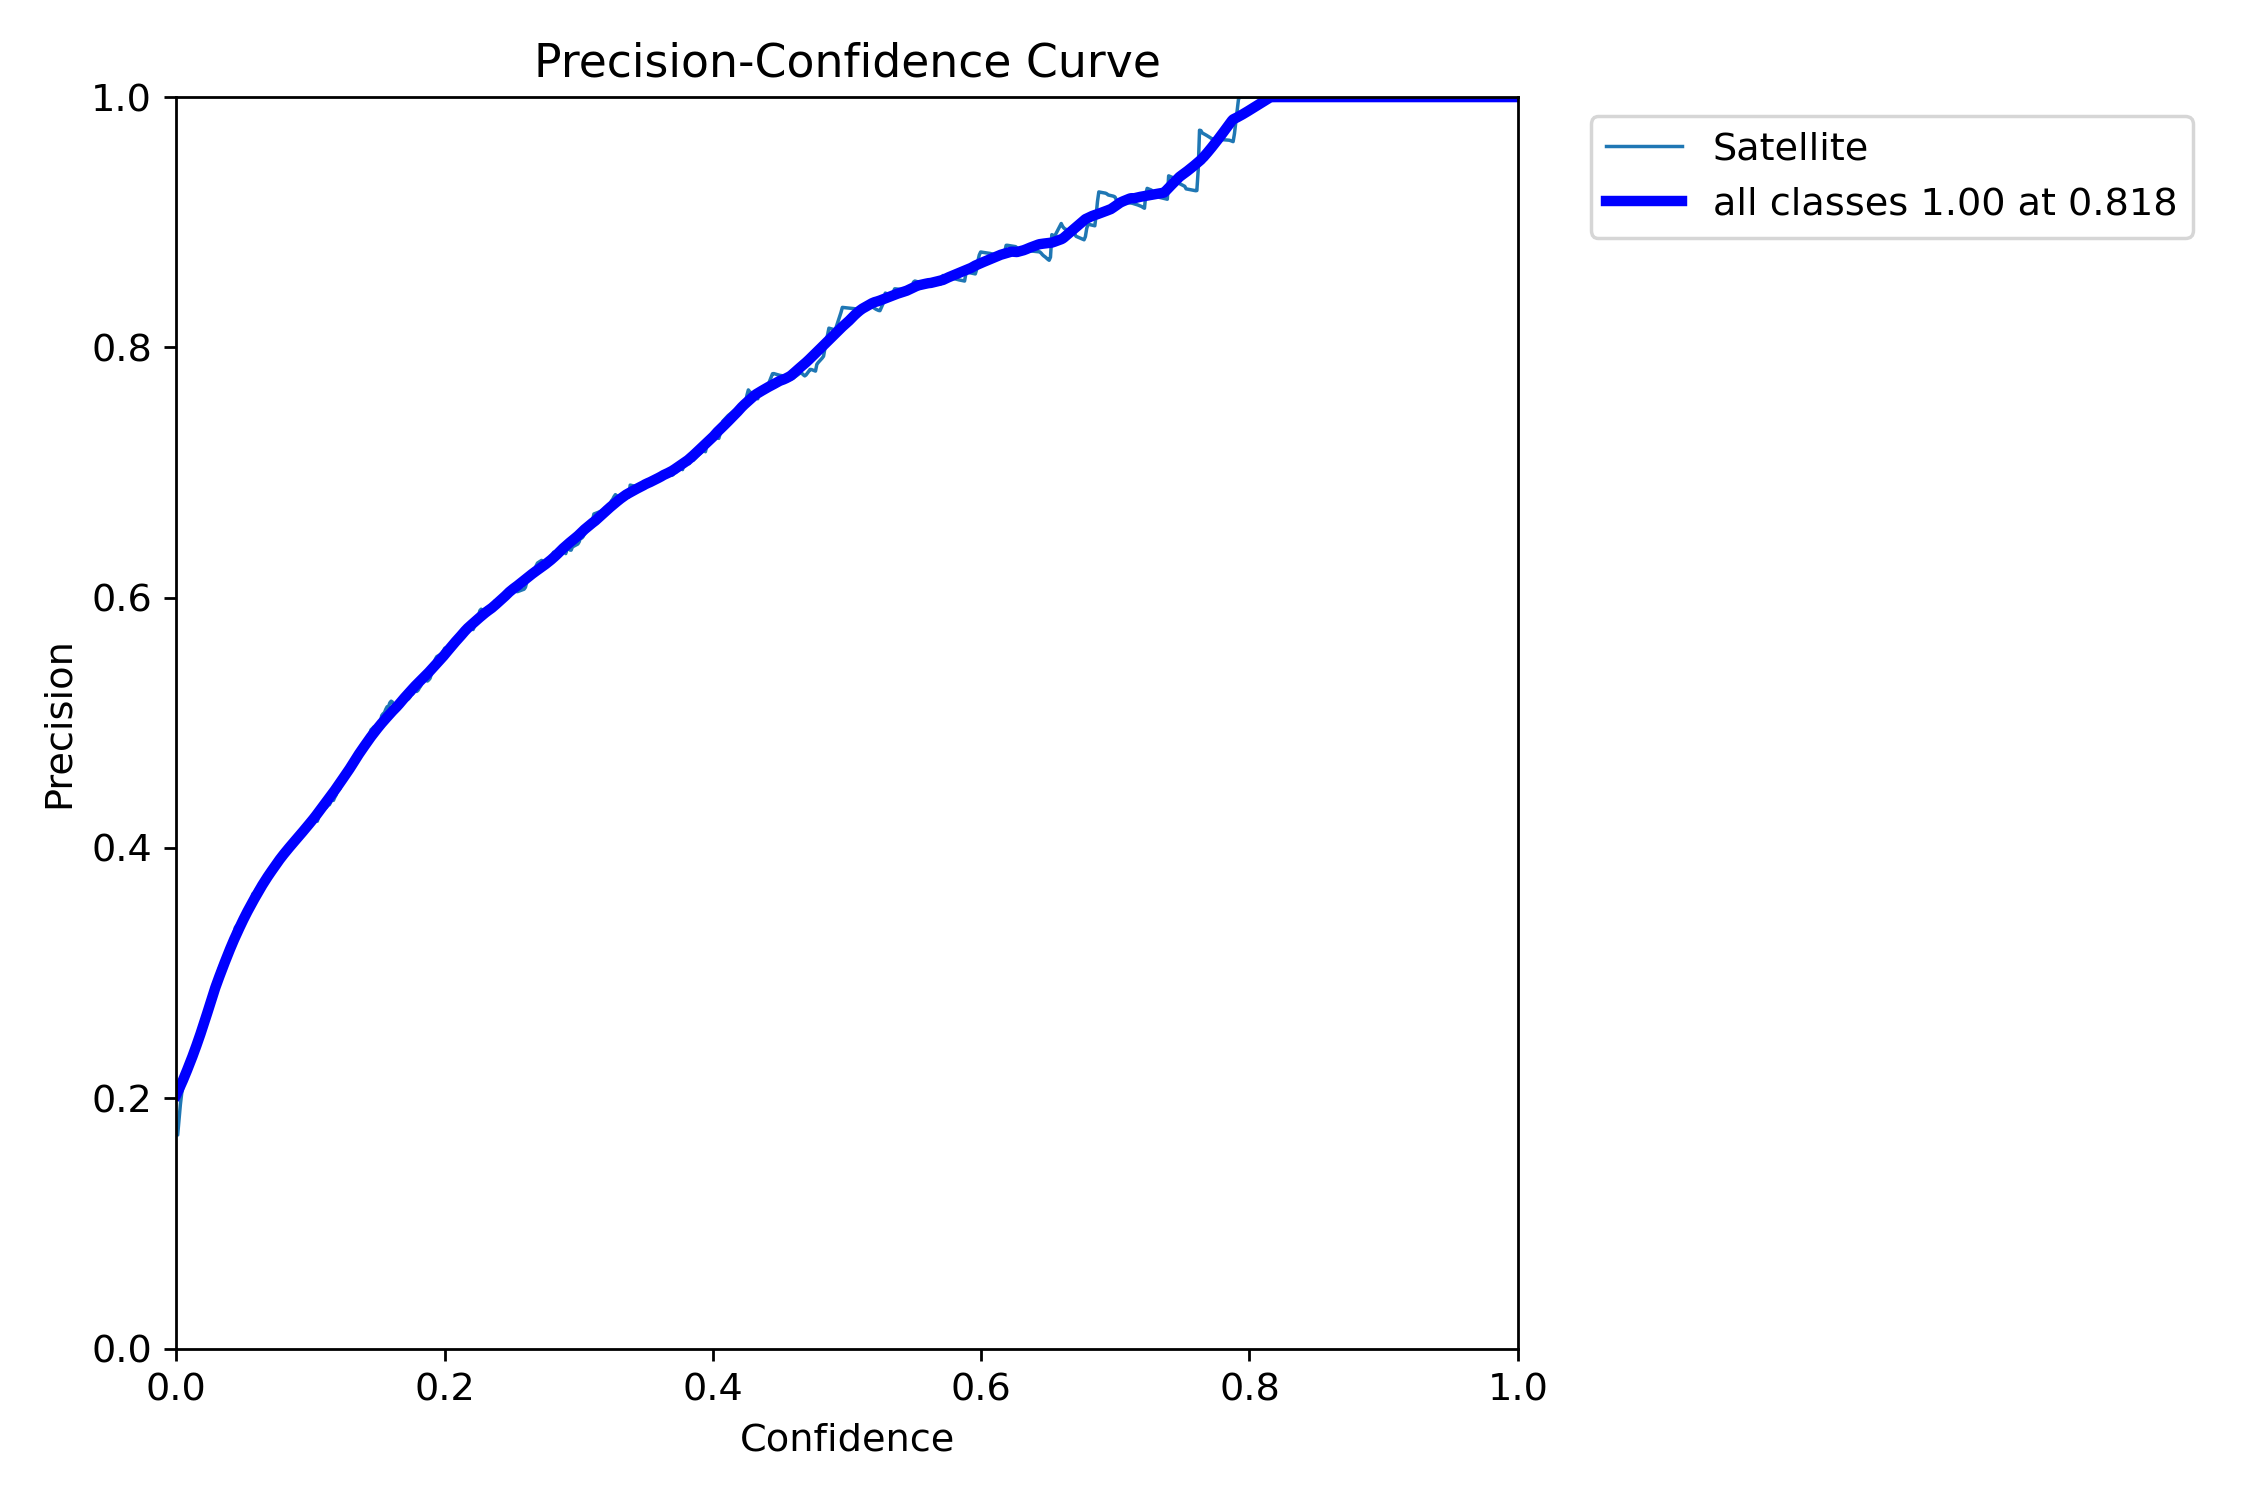 Precision-Confidence Curve
1.0
0.8
0.6
0.4
0.2
0.0
Precision
0.0 0.2 0.4 0.6 0.8 1.0
Confidence
Satellite
all classes 1.00 at 0.818